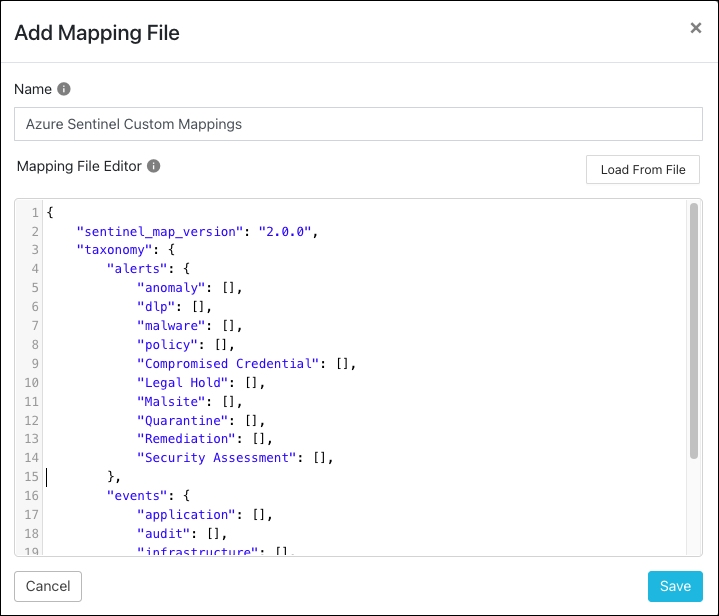 Add Mapping File
Name
Azure Sentinel Custom Mappings
Mapping File Editor
Load From File
1 {
2     "sentinel_map_version": "2.0.0",
3     "taxonomy": {
4         "alerts": {
5             "anomaly": [],
6             "dlp": [],
7             "malware": [],
8             "policy": [],
9             "Compromised Credential": [],
10             "Legal Hold": [],
11             "Malsite": [],
12             "Quarantine": [],
13             "Remediation": [],
14             "Security Assessment": [],
15         },
16         "events": {
17             "application": [],
18             "audit": [],
19             "infrastructure": [],
Cancel
Save